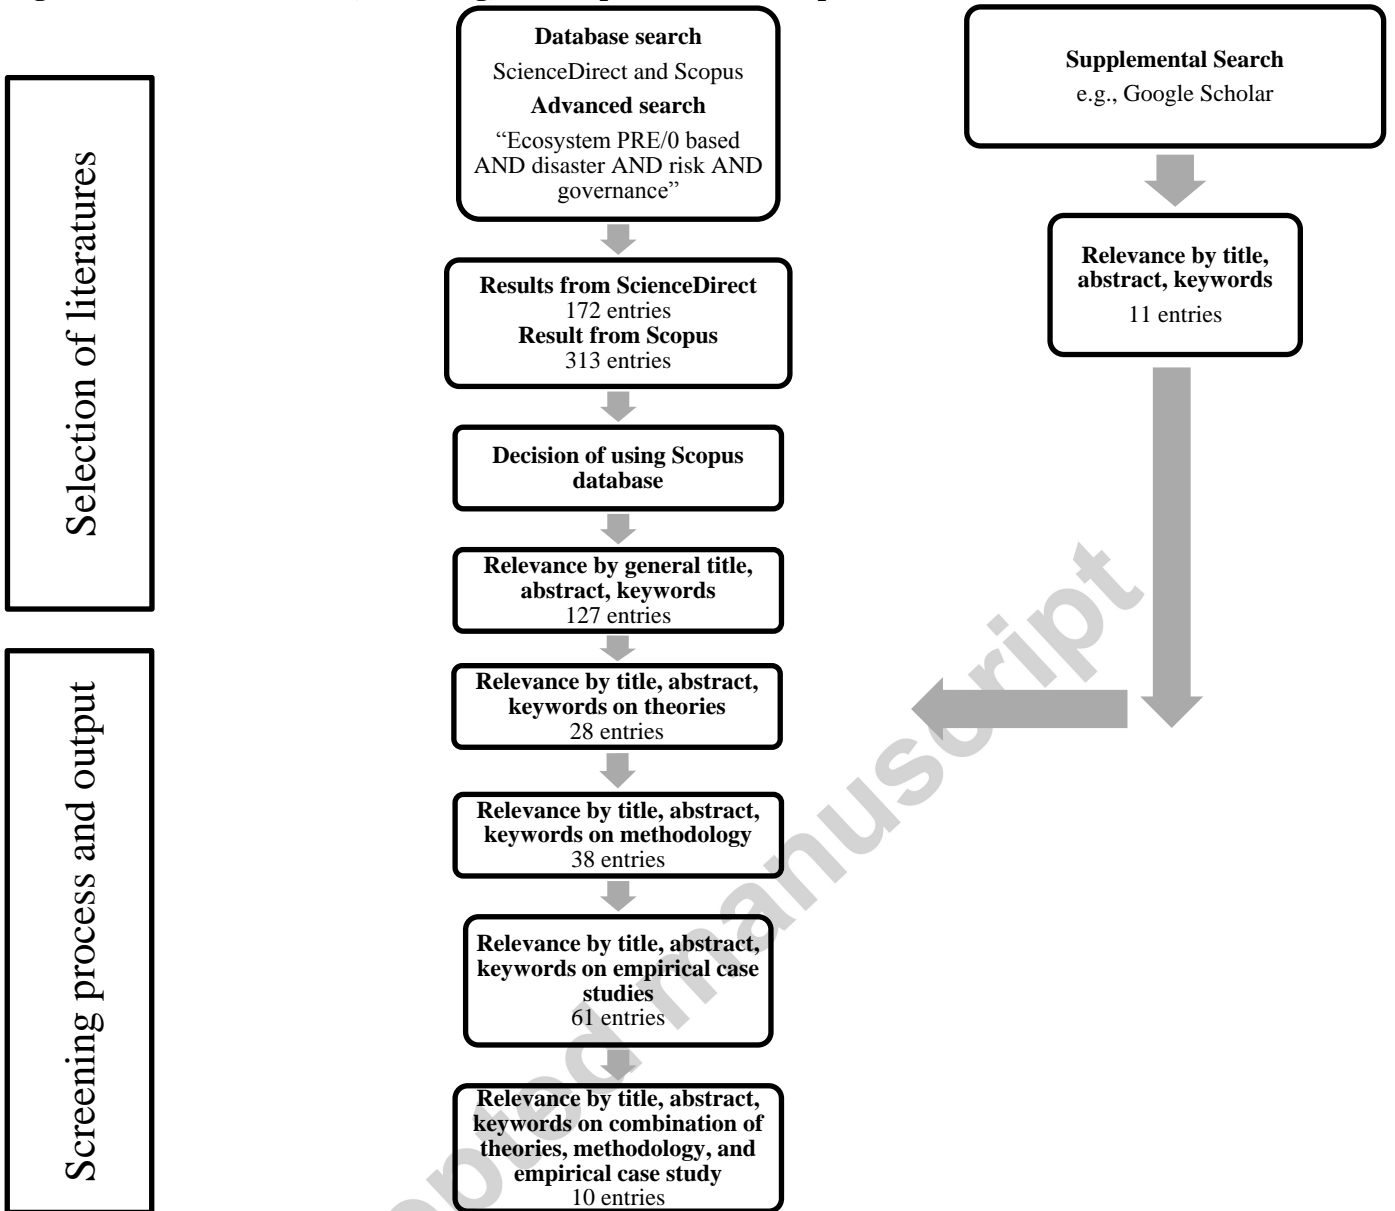 Database search
ScienceDirect and Scopus
Advanced search
“Ecosystem PRE/0 based
AND disaster AND risk AND
governance”
Supplemental Search
e.g., Google Scholar
Selection of literatures
Results from ScienceDirect
172 entries
Result from Scopus
313 entries
Relevance by title,
abstract, keywords
11 entries
Decision of using Scopus
database
Relevance by general title,
abstract, keywords
127 entries
Screening process and output
Relevance by title, abstract,
keywords on theories
28 entries
Relevance by title, abstract,
keywords on methodology
38 entries
Relevance by title, abstract,
keywords on empirical case
studies
61 entries
Relevance by title, abstract,
keywords on combination of
theories, methodology, and
empirical case study
10 entries
manuscript